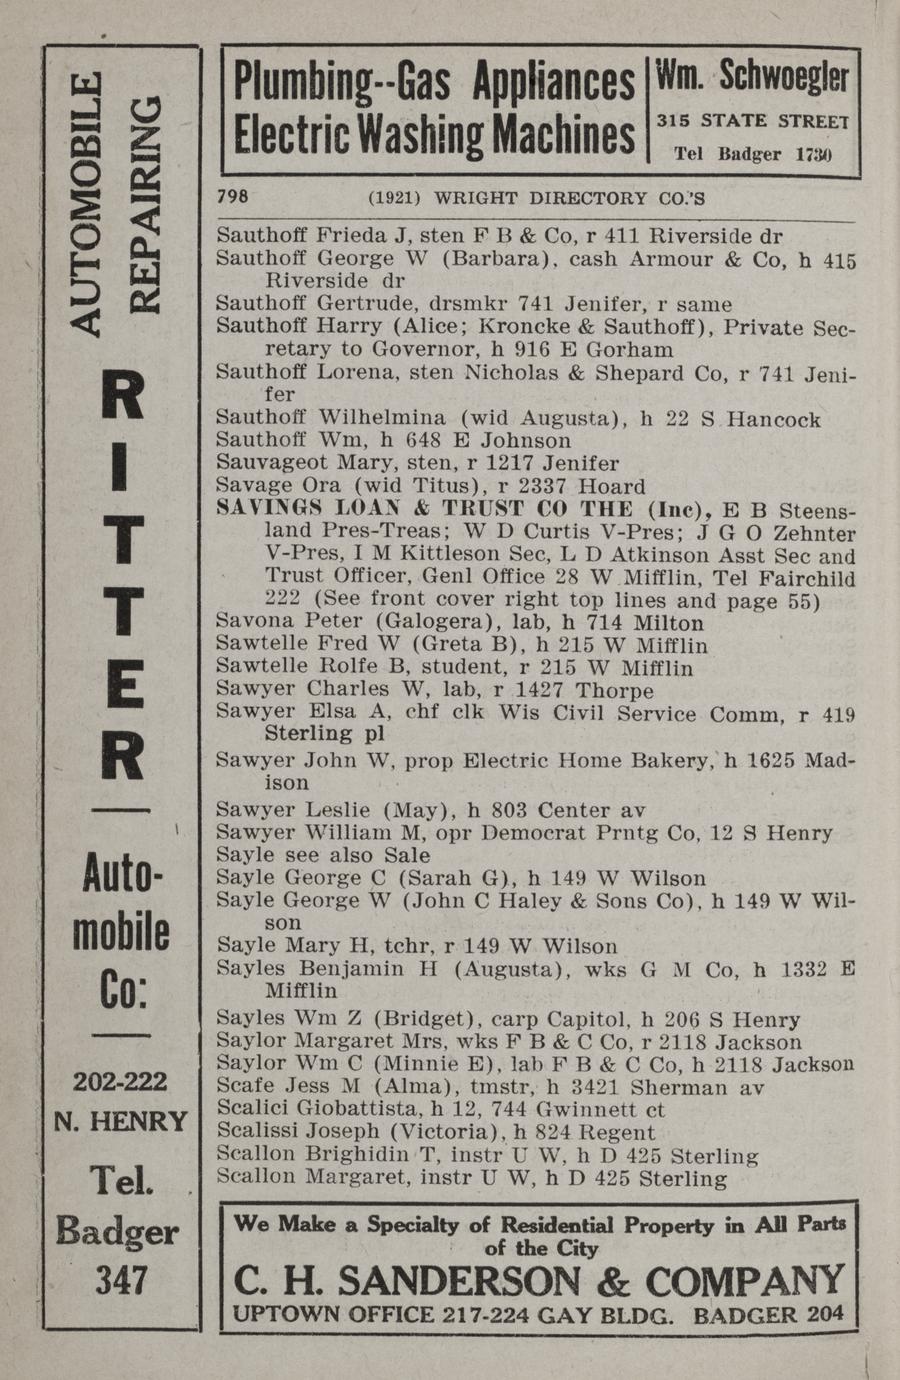 AUTOMOBILE
REPAIRING
RITTER
Auto-
mobile
Co:
202-222
N. HENRY
Tel.
Badger
347
Plumbing--Gas Appliances
Electric Washing Machines
Wm. Schwoegler
315 STATE STREET
Tel Badger 1730
798 (1921) WRIGHT DIRECTORY CO.'S
Sauthoff Frieda J, sten F B & Co, r 411 Riverside dr
Sauthoff George W (Barbara), cash Armour & Co, h 415
Riverside dr
Sauthoff Gertrude, drsmkr 741 Jenifer, r same
Sauthoff Harry (Alice; Kroncke & Sauthoff), Private Sec-
retary to Governor, h 916 E Gorham
Sauthoff Lorena, sten Nicholas & Shepard Co, r 741 Jeni-
fer
Sauthoff Wilhelmina (wid Augusta), h 22 S Hancock
Sauthoff Wm, h 648 E Johnson
Sauvageot Mary, sten, r 1217 Jenifer
Savage Ora (wid Titus), r 2337 Hoard
SAVINGS LOAN & TRUST CO THE (Inc), E B Steens-
land Pres-Treas; W D Curtis V-Pres; J G O Zehnter
V-Pres, I M Kittleson Sec, L D Atkinson Asst Sec and
Trust Officer, Genl Office 28 W Mifflin, Tel Fairchild
222 (See front cover right top lines and page 55)
Savona Peter (Galogera), lab, h 714 Milton
Sawtelle Fred W (Greta B), h 215 W Mifflin
Sawtelle Rolfe B, student, r 215 W Mifflin
Sawyer Charles W, lab, r 1427 Thorpe
Sawyer Elsa A, chf clk Wis Civil Service Comm, r 419
Sterling pl
Sawyer John W, prop Electric Home Bakery, h 1625 Mad-
ison
Sawyer Leslie (May), h 803 Center av
Sawyer William M, opr Democrat Prntg Co, 12 S Henry
Sayle see also Sale
Sayle George C (Sarah G), h 149 W Wilson
Sayle George W (John C Haley & Sons Co), h 149 W Wil-
son
Sayle Mary H, tchr, r 149 W Wilson
Sayles Benjamin H (Augusta), wks G M Co, h 1332 E
Mifflin
Sayles Wm Z (Bridget), carp Capitol, h 206 S Henry
Saylor Margaret Mrs, wks F B & C Co, r 2118 Jackson
Saylor Wm C (Minnie E), lab F B & C Co, h 2118 Jackson
Scafe Jess M (Alma), tmstr, h 3421 Sherman av
Scalici Giobattista, h 12, 744 Gwinnett ct
Scalissi Joseph (Victoria), h 824 Regent
Scallon Brighidin T, instr U W, h D 425 Sterling
Scallon Margaret, instr U W, h D 425 Sterling
We Make a Specialty of Residential Property in All Parts
of the City
C. H. SANDERSON & COMPANY
UPTOWN OFFICE 217-224 GAY BLDG. BADGER 204